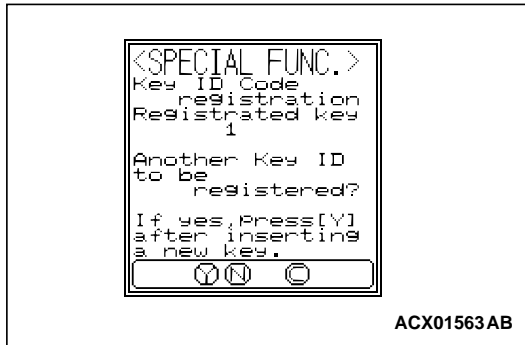 <SPECIAL FUNC.>
Key ID Code
registration
Registrated key
1
Another Key ID
to be
registered?
If yes,press[Y]
after inserting
a new key.
Y N C
ACX01563AB